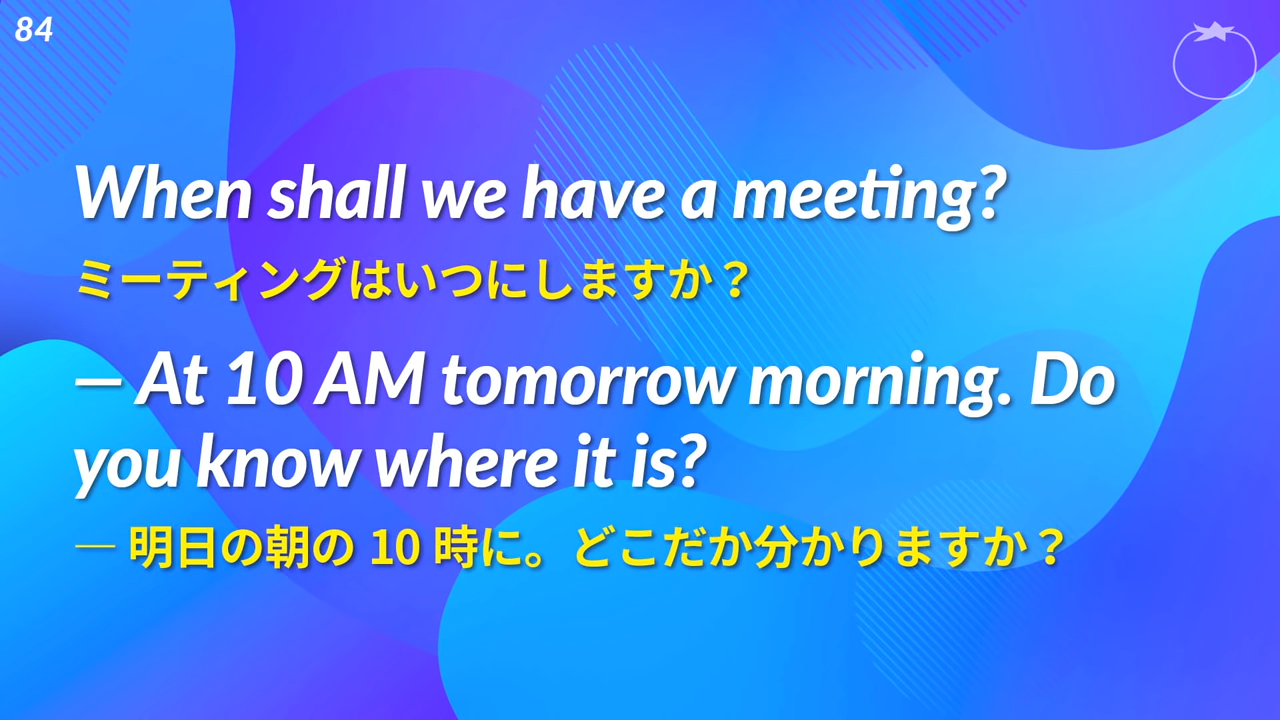 84
When shall we have a meeting?
ミーティングはいつにしますか？
— At 10 AM tomorrow morning. Do
you know where it is?
— 明日の朝の 10 時に。どこだか分かりますか？